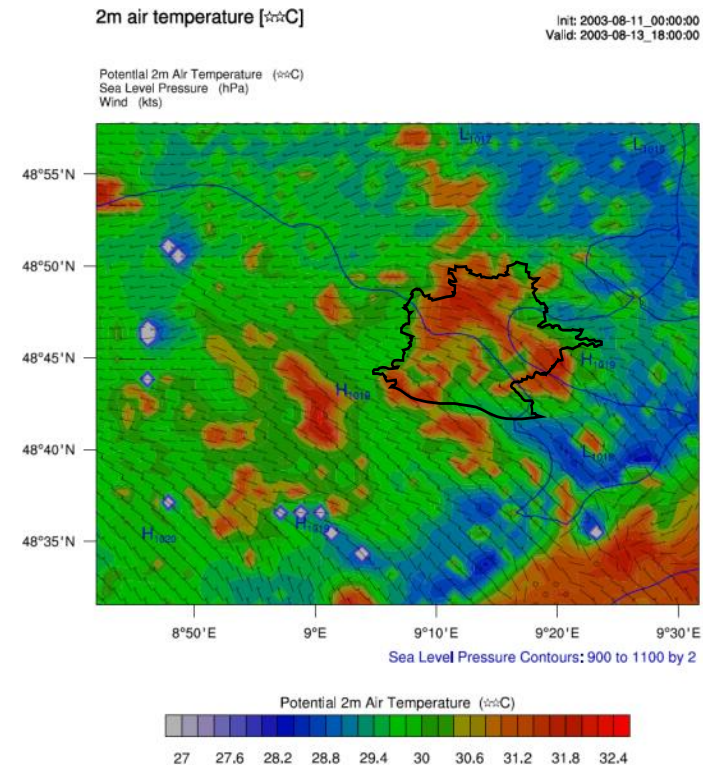 2m air temperature [☆☆C]
Init: 2003-08-11_00:00:00
Valid: 2003-08-13_18:00:00
Potential 2m Air Temperature (☆☆C)
Sea Level Pressure (hPa)
Wind (kts)
L1017
L1018
48°55'N
48°50'N
48°45'N
H1019
H1019
48°40'N
L1018
H1019
H1020
48°35'N
8°50'E 9°E 9°10'E 9°20'E 9°30'E
Sea Level Pressure Contours: 900 to 1100 by 2
Potential 2m Air Temperature (☆☆C)
27 27.6 28.2 28.8 29.4 30 30.6 31.2 31.8 32.4